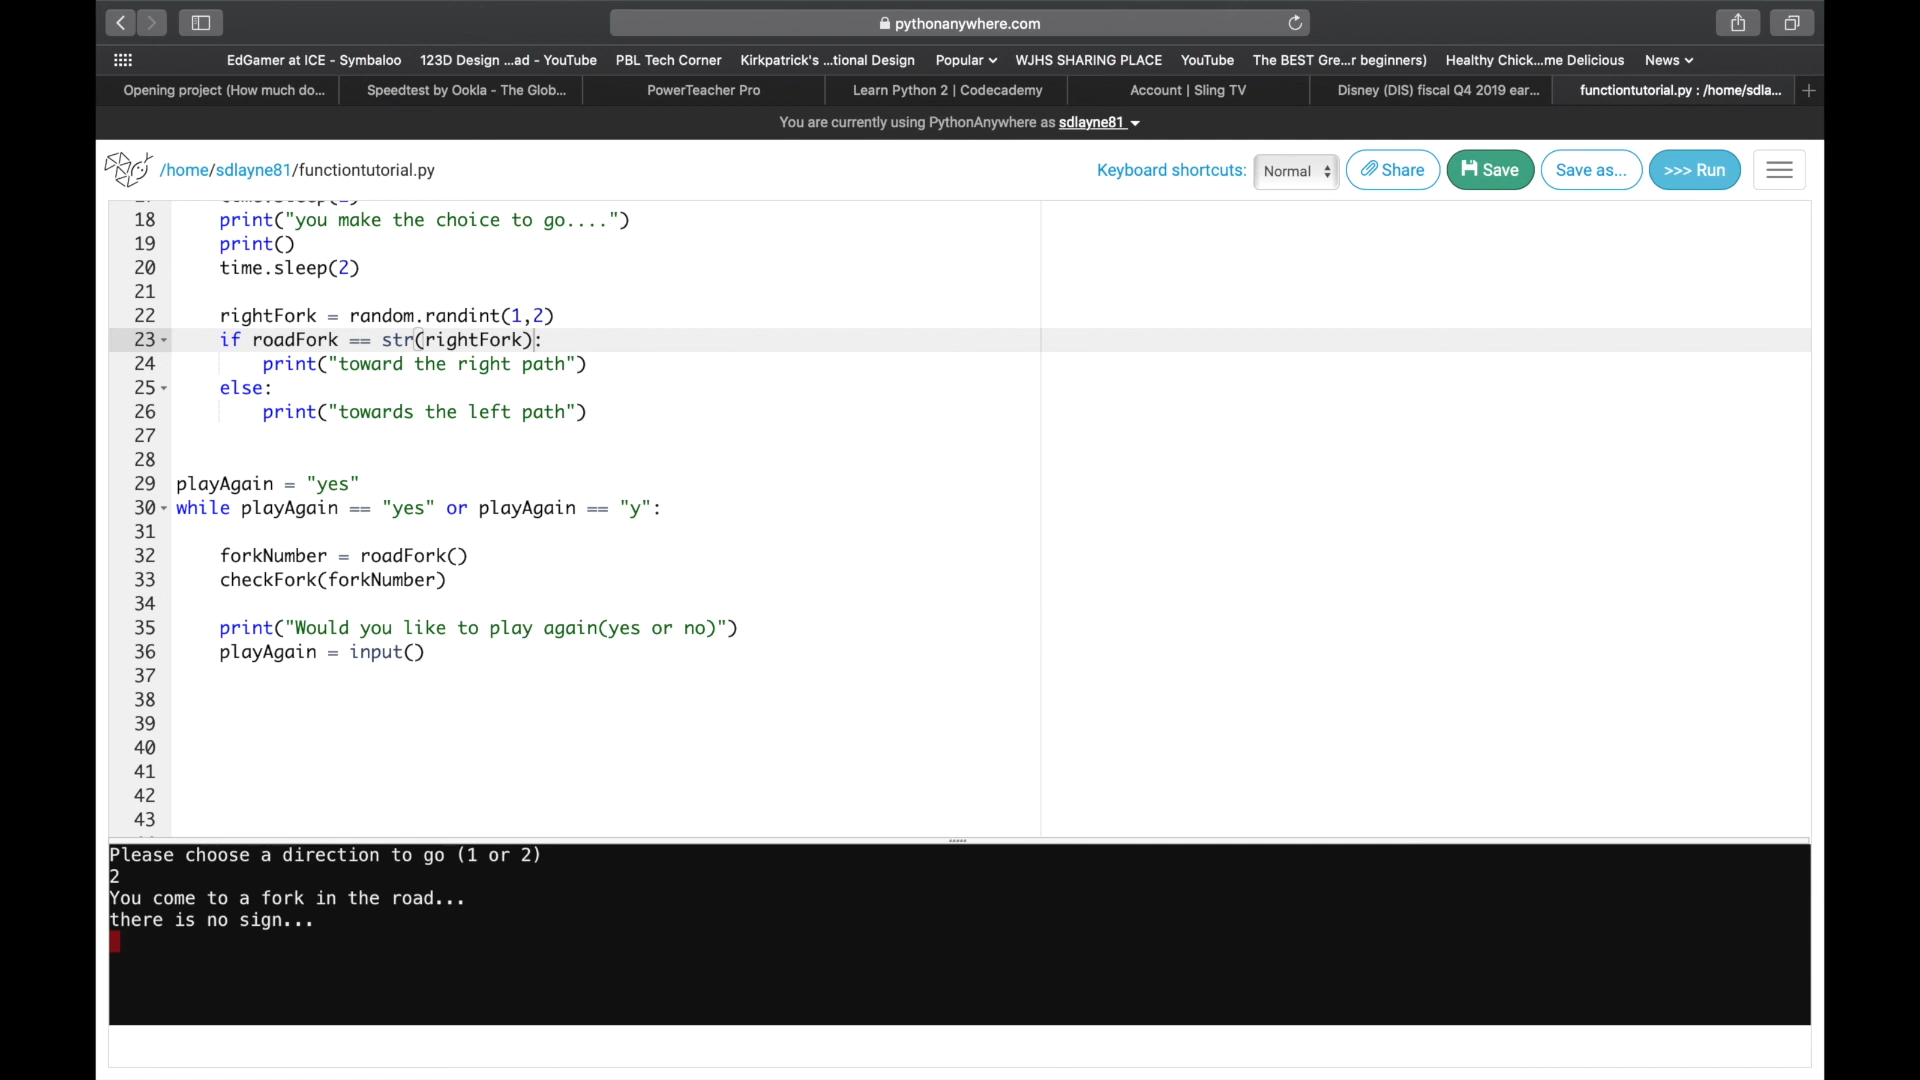 pythonanywhere.com
EdGamer at ICE - Symbaloo 123D Design ...ad - YouTube PBL Tech Corner Kirkpatrick's ...tional Design Popular WJHS SHARING PLACE YouTube The BEST Gre...r beginners) Healthy Chick...me Delicious News
Opening project (How much do... Speedtest by Ookla - The Glob... PowerTeacher Pro Learn Python 2 | Codecademy Account | Sling TV Disney (DIS) fiscal Q4 2019 ear... functiontutorial.py : /home/sdla...
You are currently using PythonAnywhere as sdlayne81
/home/sdlayne81/functiontutorial.py Keyboard shortcuts: Normal Share Save Save as... >>> Run
18 print("you make the choice to go....")
19 print()
20 time.sleep(2)
21
22 rightFork = random.randint(1,2)
23 if roadFork == str(rightFork):
24 print("toward the right path")
25 else:
26 print("towards the left path")
27
28
29 playAgain = "yes"
30 while playAgain == "yes" or playAgain == "y":
31
32 forkNumber = roadFork()
33 checkFork(forkNumber)
34
35 print("Would you like to play again(yes or no)")
36 playAgain = input()
37
38
39
40
41
42
43
Please choose a direction to go (1 or 2)
2
You come to a fork in the road...
there is no sign...